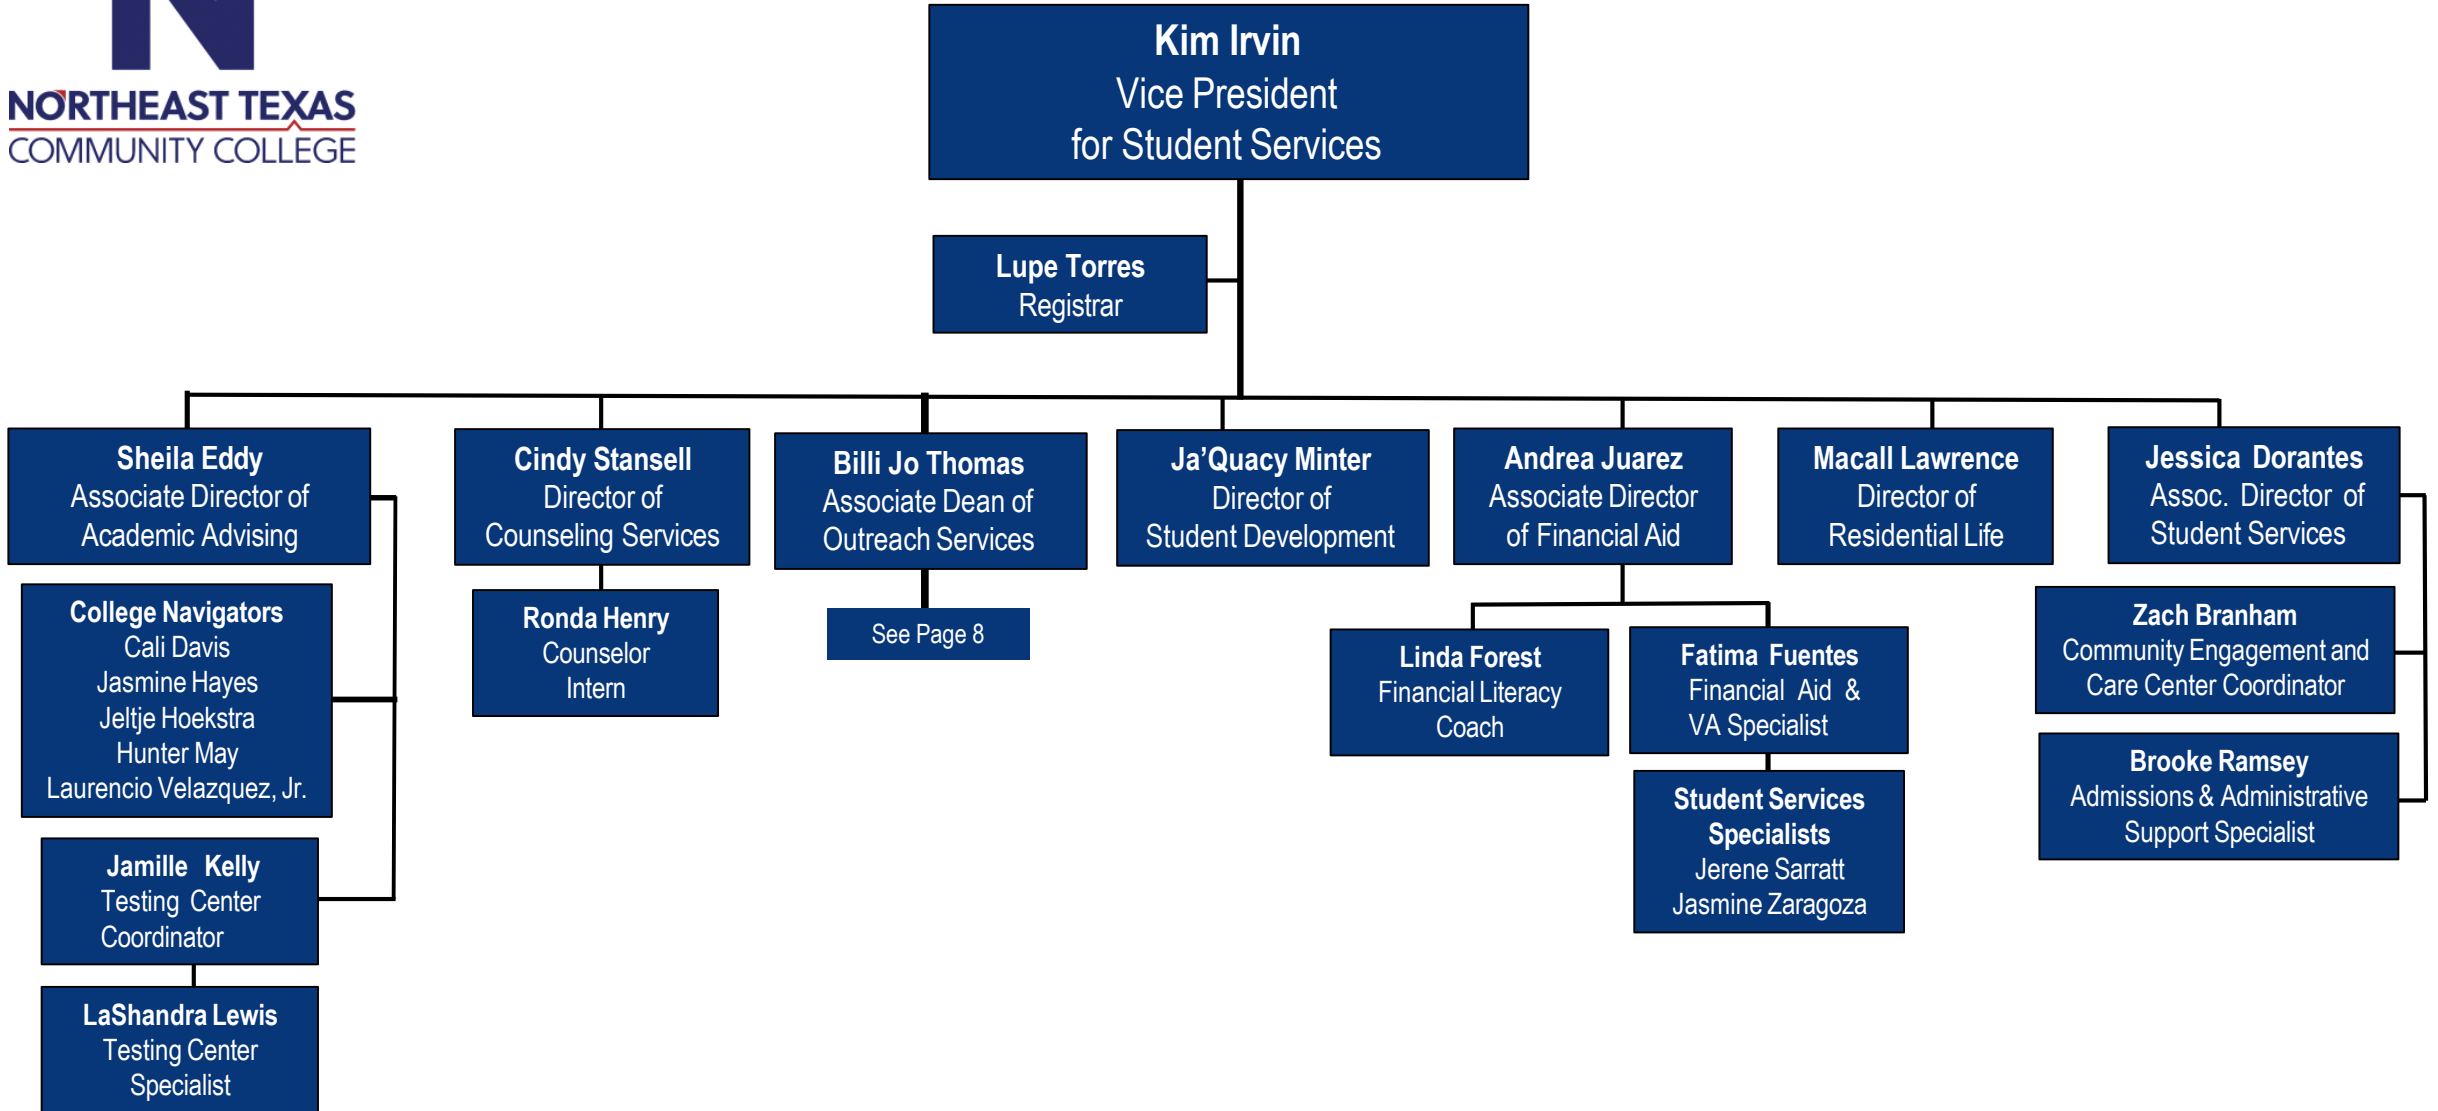 NORTHEAST TEXAS
COMMUNITY COLLEGE
Kim Irvin
Vice President
for Student Services
Lupe Torres
Registrar
Sheila Eddy
Associate Director of
Academic Advising
College Navigators
Cali Davis
Jasmine Hayes
Jeltje Hoekstra
Hunter May
Laurencio Velazquez, Jr.
Jamille Kelly
Testing Center
Coordinator
LaShandra Lewis
Testing Center
Specialist
Cindy Stansell
Director of
Counseling Services
Ronda Henry
Counselor
Intern
Billi Jo Thomas
Associate Dean of
Outreach Services
See Page 8
Ja’Quacy Minter
Director of
Student Development
Andrea Juarez
Associate Director
of Financial Aid
Linda Forest
Financial Literacy
Coach
Fatima Fuentes
Financial Aid &
VA Specialist
Student Services
Specialists
Jerene Sarratt
Jasmine Zaragoza
Macall Lawrence
Director of
Residential Life
Jessica Dorantes
Assoc. Director of
Student Services
Zach Branham
Community Engagement and
Care Center Coordinator
Brooke Ramsey
Admissions & Administrative
Support Specialist